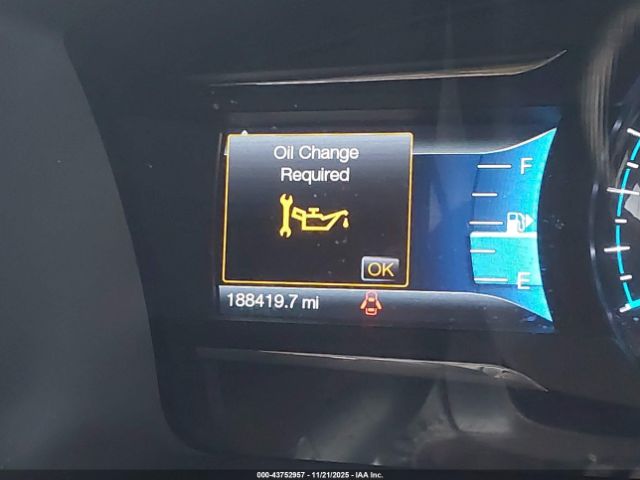 Oil Change
Required
OK
188419.7 mi
F
E
000-43752957 - 11/21/2025 - IAA Inc.